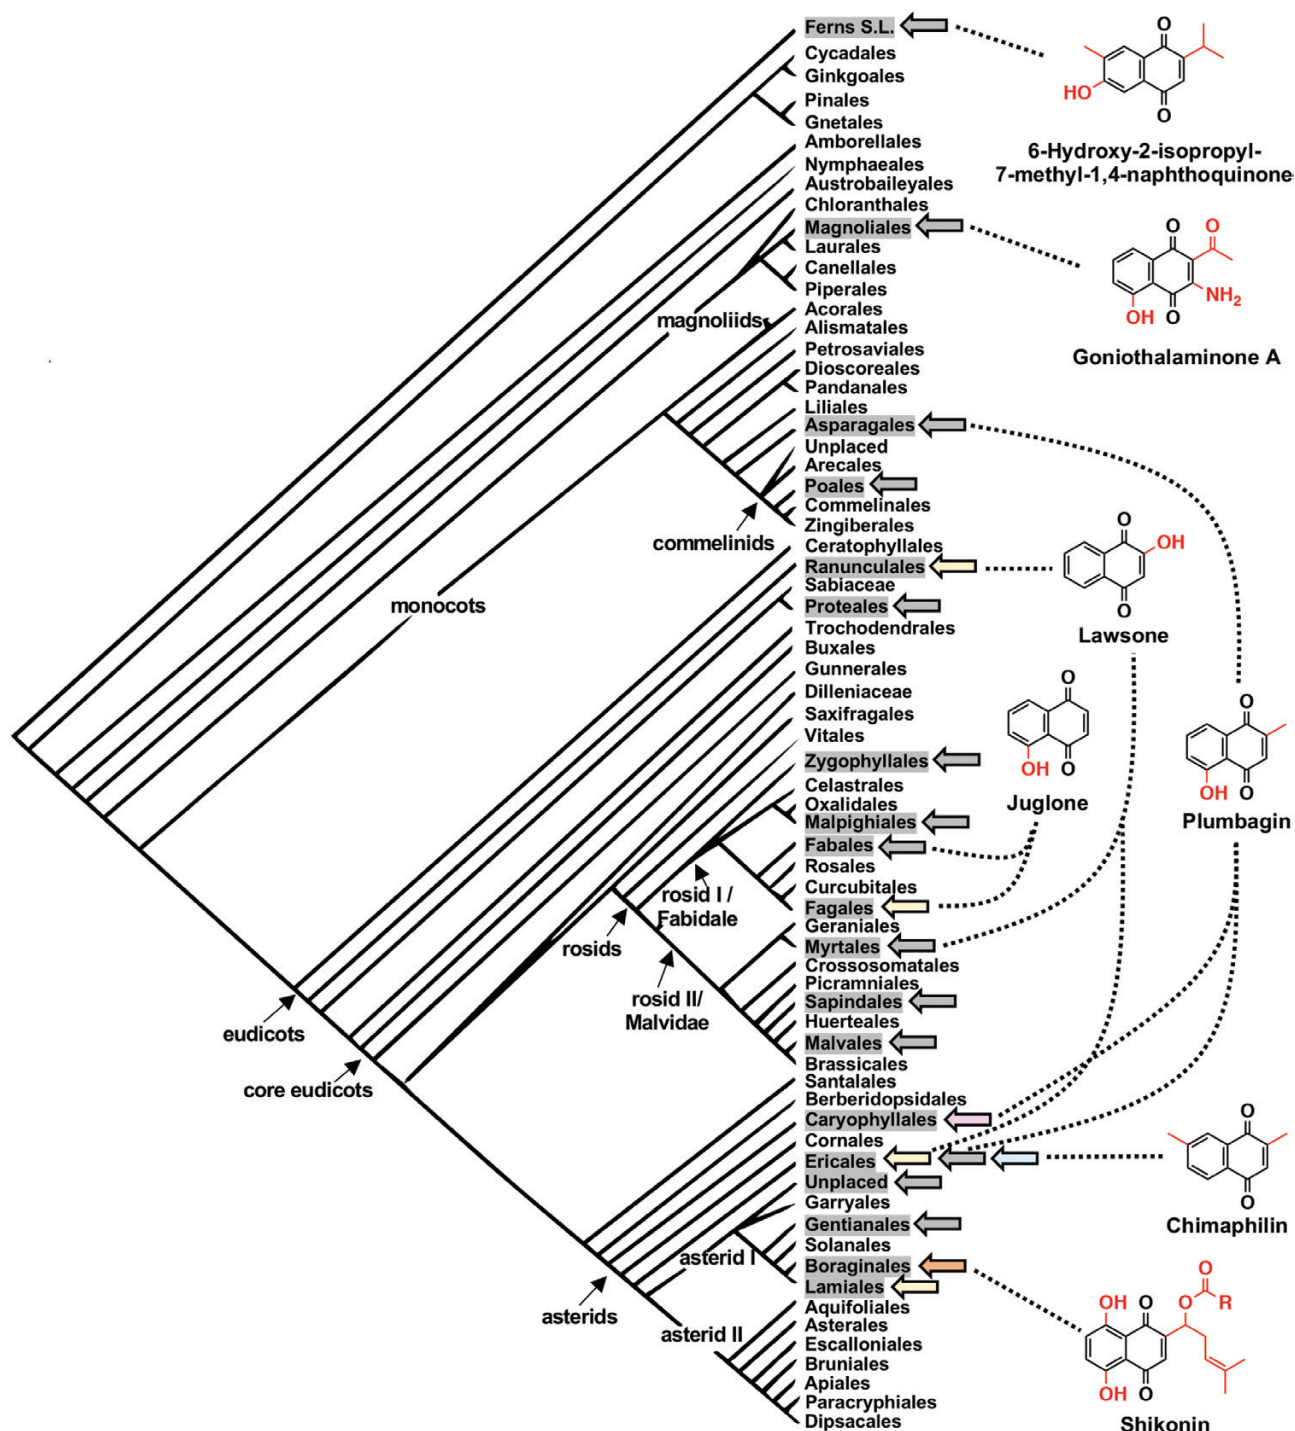 Ferns S.L.
Cycadales
Ginkgoales
Pinales
Gnetales
Amborellales
Nymphaeales
Austrobaileyales
Chloranthales
Magnoliales
Laurales
Canellales
Piperales
Acorales
Alismatales
Petrosaviales
Dioscoreales
Pandanales
Liliales
Asparagales
Unplaced
Arecales
Poales
Commelinales
Zingiberales
Ceratophyllales
Ranunculales
Sabiaceae
Proteales
Trochodendrales
Buxales
Gunnerales
Dilleniaceae
Saxifragales
Vitales
Zygophyllales
Celastrales
Oxalidales
Malpighiales
Fabales
Rosales
Curcubitales
Fagales
Geraniales
Myrtales
Crossosomatales
Picramniales
Sapindales
Huerteales
Malvales
Brassicales
Santalales
Berberidopsidales
Caryophyllales
Cornales
Ericales
Unplaced
Garryales
Gentianales
Solanales
Boraginales
Lamiales
Aquifoliales
Asterales
Escalloniales
Bruniales
Apiales
Paracryphiales
Dipsacales
magnoliids
commelinids
monocots
rosid I /
Fabidale
rosids
rosid II/
Malvidae
eudicots
core eudicots
asterid I
asterids
asterid II
O
HO
O
6-Hydroxy-2-isopropyl-
7-methyl-1,4-naphthoquinone
O O
NH2
OH O
Goniothalaminone A
O
OH
O
Lawsone
O
OH O
Juglone
O
OH O
Plumbagin
O
O
Chimaphilin
O
OH O O R
OH O
Shikonin